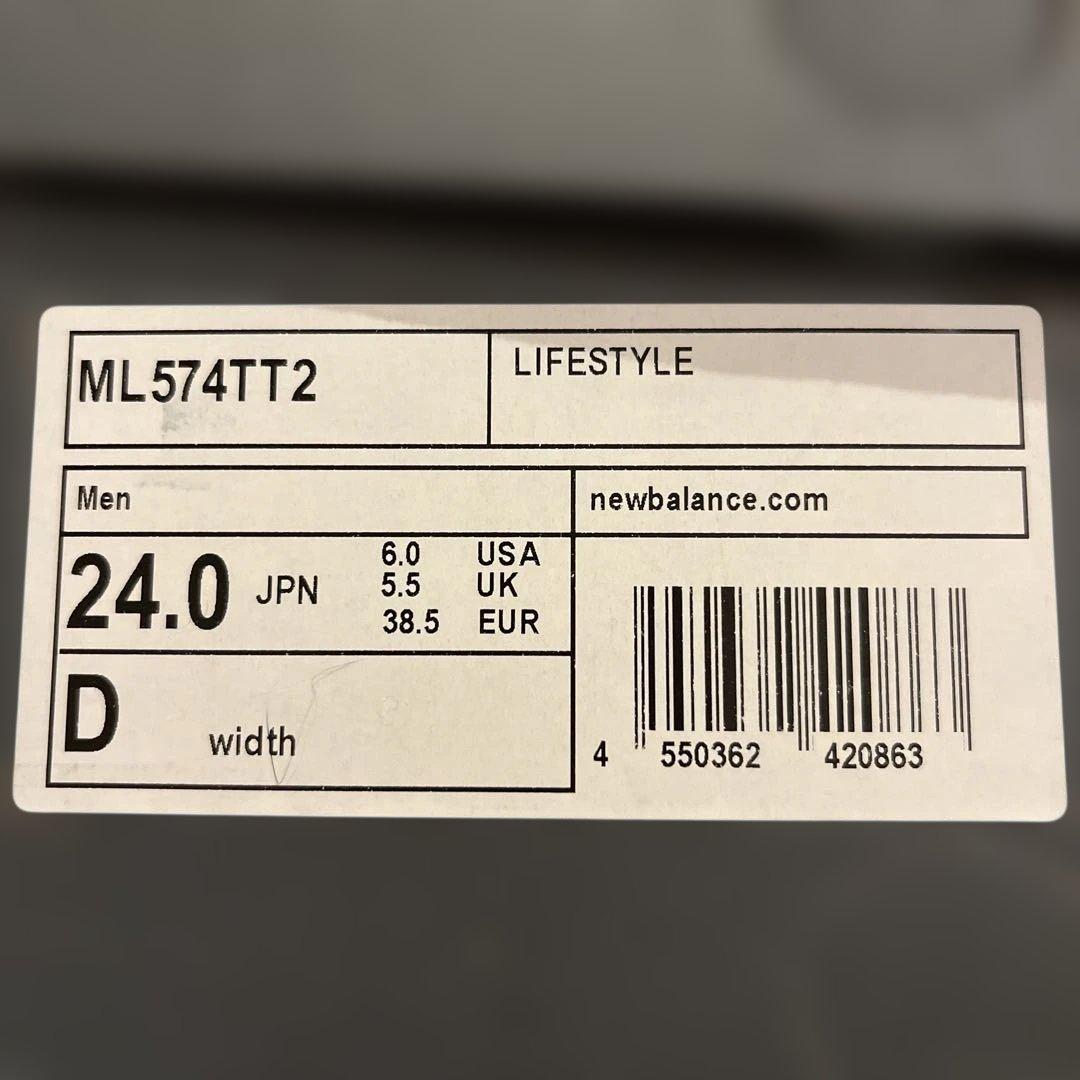 ML574TT2
LIFESTYLE
Men
newbalance.com
24.0 JPN
6.0 USA
5.5 UK
38.5 EUR
D width
4 550362 420863